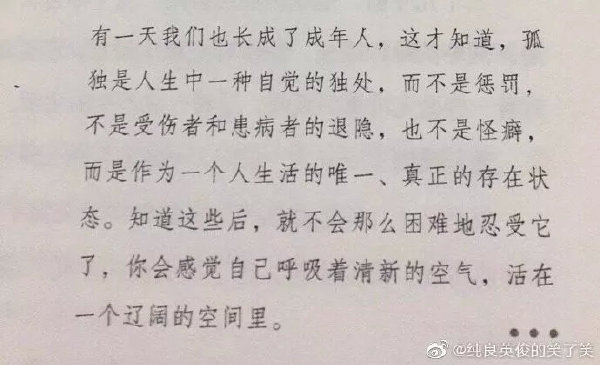 有一天我们也长成了成年人，这才知道，孤
独是人生中一种自觉的独处，而不是惩罚，
不是受伤者和患病者的退隐，也不是怪癖，
而是作为一个人生活的唯一、真正的存在状
态。知道这些后，就不会那么困难地忍受它
了，你会感觉自己呼吸着清新的空气，活在
一个辽阔的空间里。
@纯良英俊的笑了笑